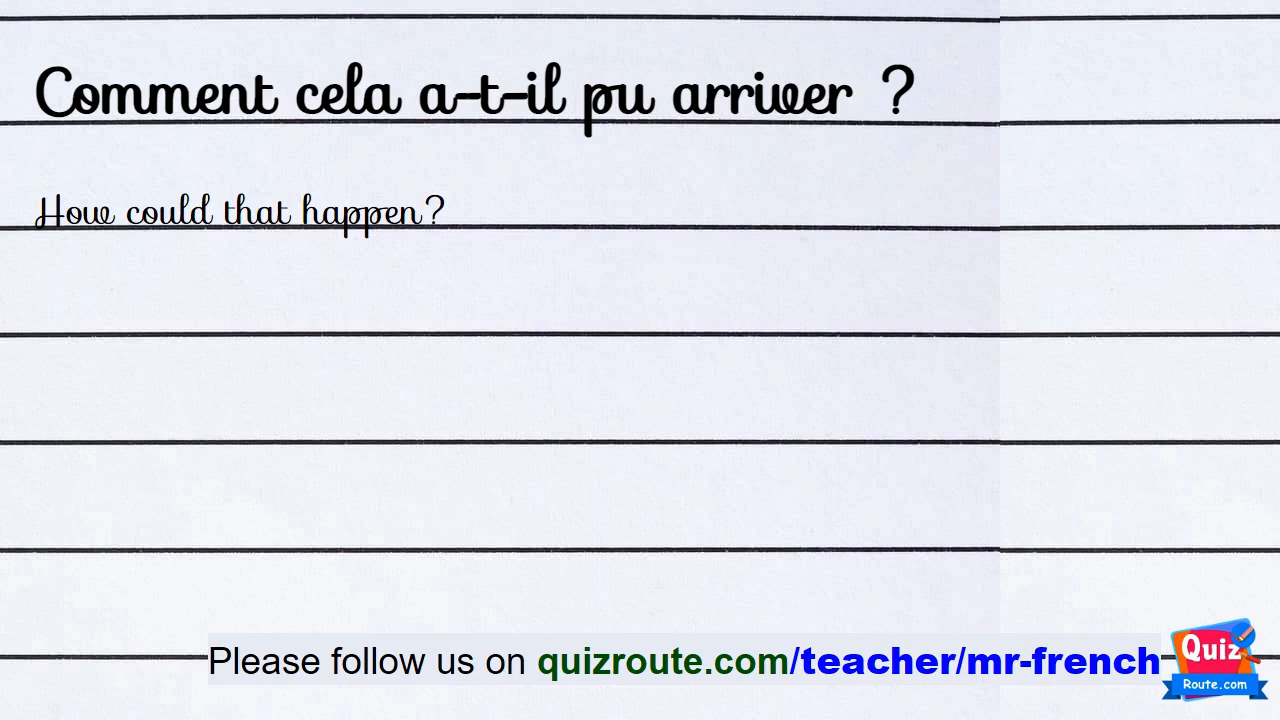 Comment cela a-t-il pu arriver ?
How could that happen?
Please follow us on quizroute.com/teacher/mr-french
Quiz
Route.com